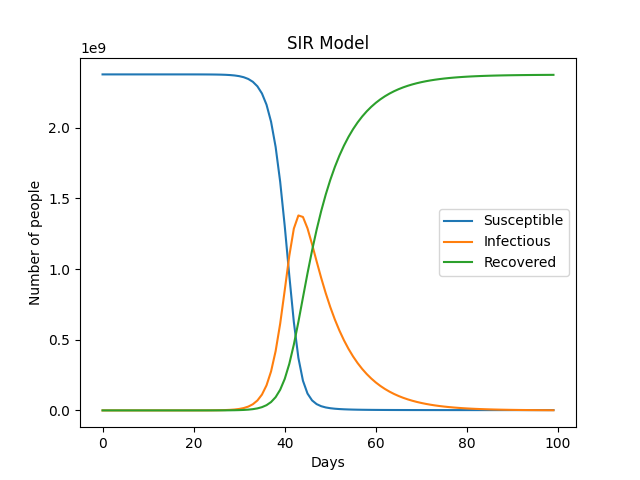 SIR Model
1e9
2.0
1.5
1.0
0.5
0.0
Number of people
Susceptible
Infectious
Recovered
0 20 40 60 80 100
Days